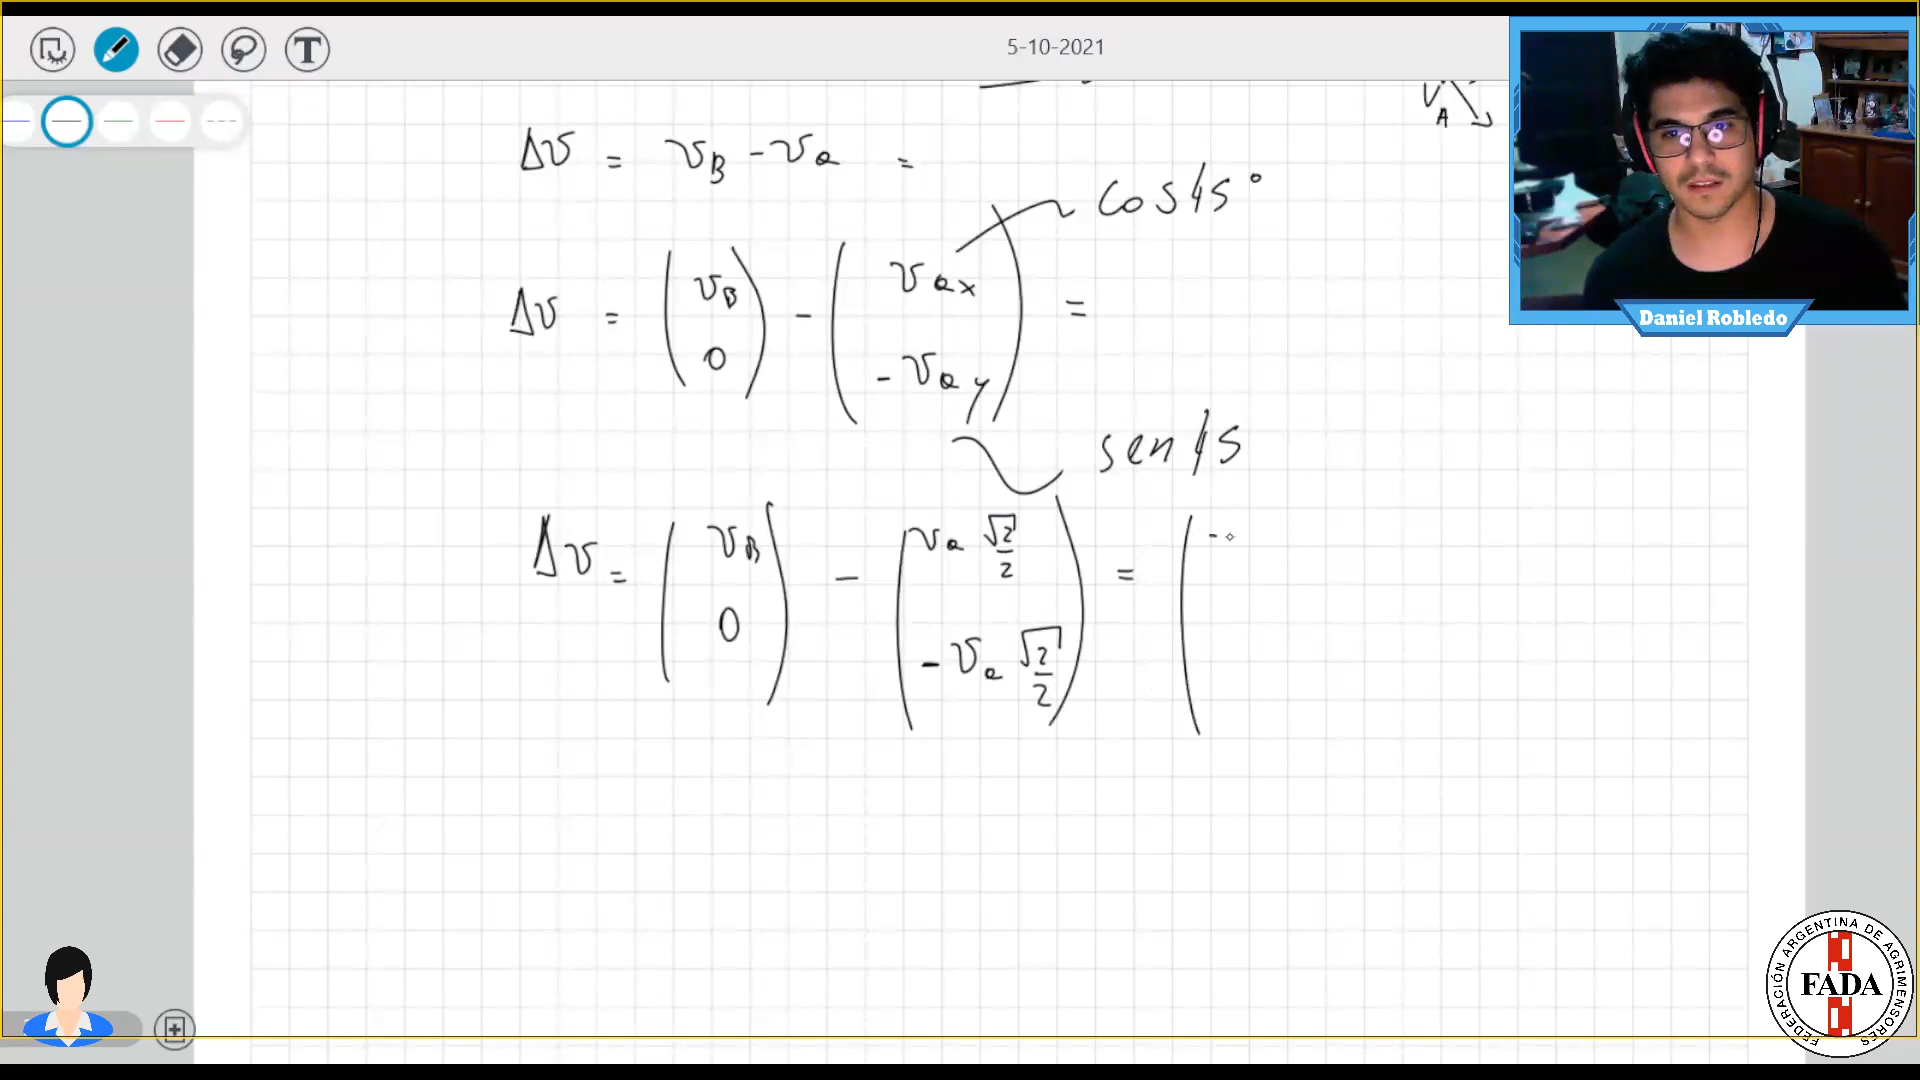 5-10-2021
T
V_A
Δv = v_B - v_a =
cos 45°
Δv = ( v_B 0 ) - ( v_ax - v_ay ) =
sen 45
Δv = ( v_B 0 ) - ( v_a √2/2 - v_a √2/2 ) = ( -
Daniel Robledo
FEDERACIÓN ARGENTINA DE AGRIMENSORES
FADA